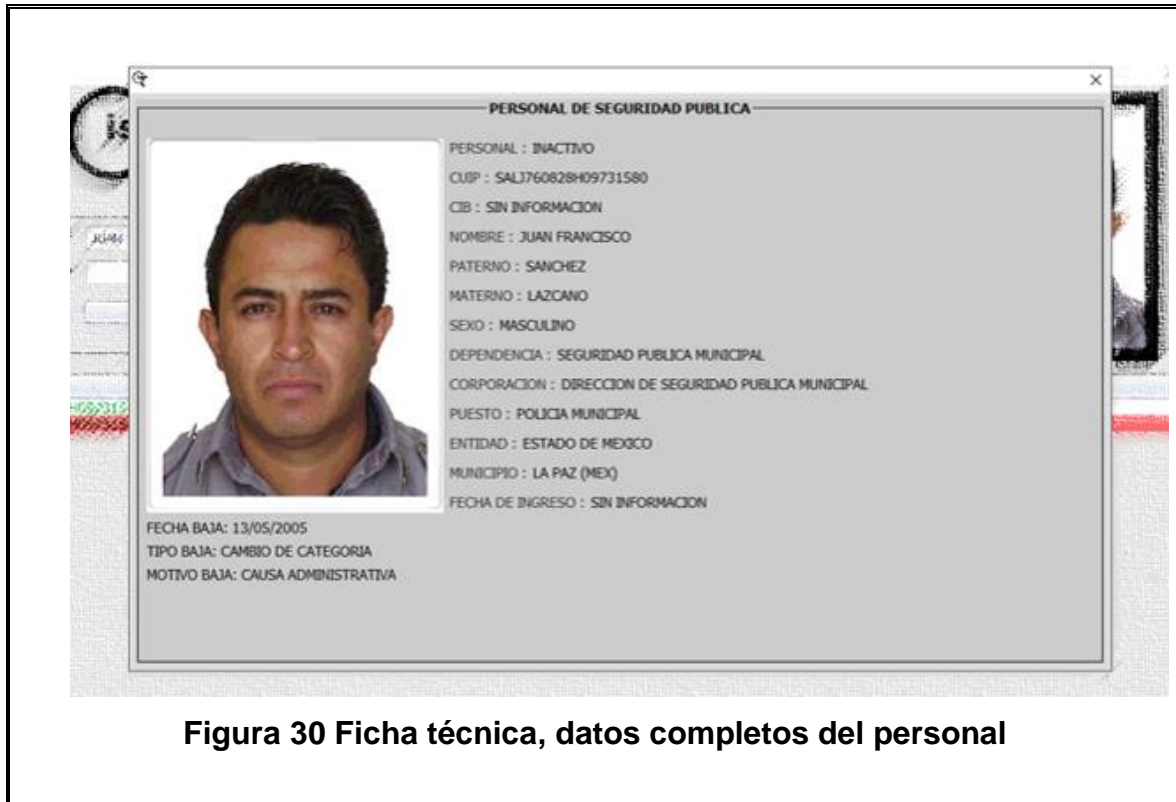 PERSONAL DE SEGURIDAD PUBLICA
PERSONAL : INACTIVO
CUIP : SALJ760828H09731580
CIB : SIN INFORMACION
NOMBRE : JUAN FRANCISCO
PATERNO : SANCHEZ
MATERNO : LAZCANO
SEXO : MASCULINO
DEPENDENCIA : SEGURIDAD PUBLICA MUNICIPAL
CORPORACION : DIRECCION DE SEGURIDAD PUBLICA MUNICIPAL
PUESTO : POLICIA MUNICIPAL
ENTIDAD : ESTADO DE MEXICO
MUNICIPIO : LA PAZ (MEX)
FECHA DE INGRESO : SIN INFORMACION
FECHA BAJA: 13/05/2005
TIPO BAJA: CAMBIO DE CATEGORIA
MOTIVO BAJA: CAUSA ADMINISTRATIVA
Figura 30 Ficha técnica, datos completos del personal